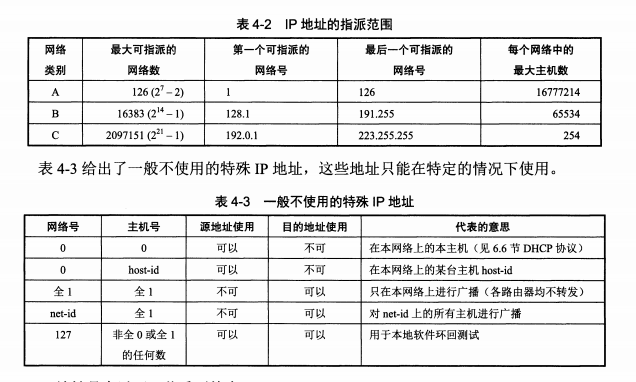 表 4-2 IP 地址的指派范围
网络类别 最大可指派的网络数 第一个可指派的网络号 最后一个可指派的网络号 每个网络中的最大主机数
A 126 (2⁷ – 2) 1 126 16777214
B 16383 (2¹⁴ – 1) 128.1 191.255 65534
C 2097151 (2²¹ – 1) 192.0.1 223.255.255 254
表 4-3 给出了一般不使用的特殊 IP 地址，这些地址只能在特定的情况下使用。
表 4-3 一般不使用的特殊 IP 地址
网络号 主机号 源地址使用 目的地址使用 代表的意思
0 0 可以 不可 在本网络上的本主机（见 6.6 节 DHCP 协议）
0 host-id 可以 不可 在本网络上的某台主机 host-id
全 1 全 1 不可 可以 只在本网络上进行广播（各路由器均不转发）
net-id 全 1 不可 可以 对 net-id 上的所有主机进行广播
127 非全 0 或全 1 的任何数 可以 可以 用于本地软件环回测试